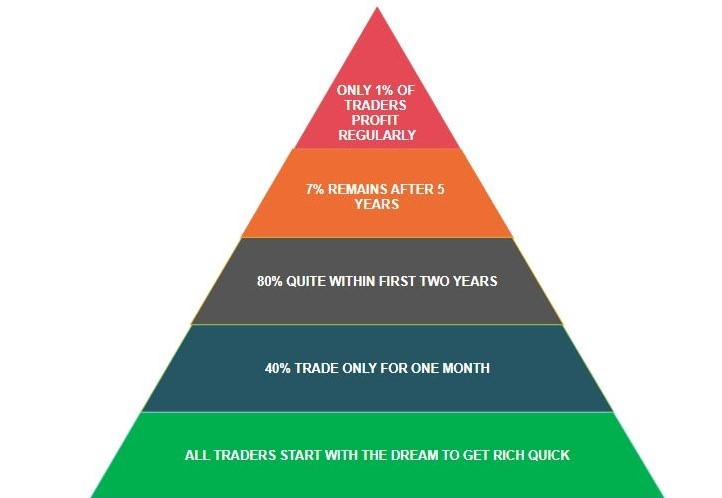 ONLY 1% OF
TRADERS
PROFIT
REGULARLY
7% REMAINS AFTER 5
YEARS
80% QUITE WITHIN FIRST TWO YEARS
40% TRADE ONLY FOR ONE MONTH
ALL TRADERS START WITH THE DREAM TO GET RICH QUICK